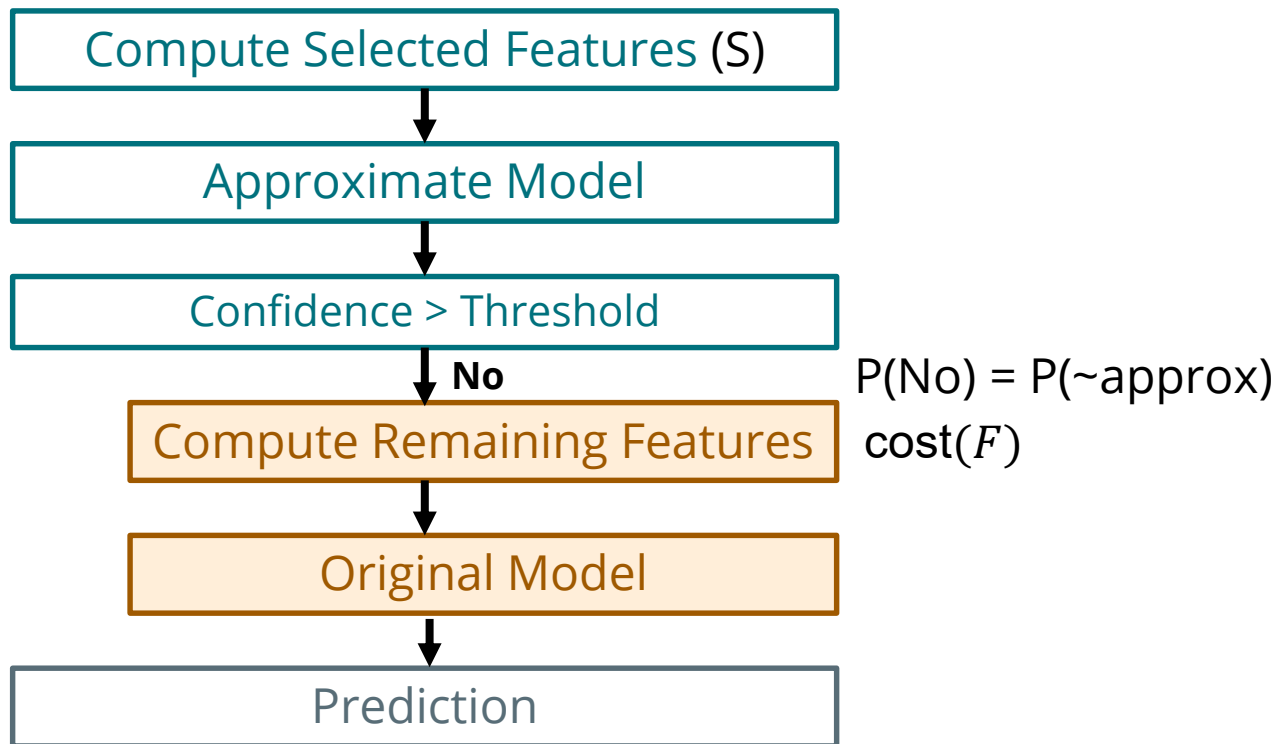 Compute Selected Features (S)
Approximate Model
Confidence > Threshold
No
P(No) = P(~approx)
Compute Remaining Features
cost(F)
Original Model
Prediction